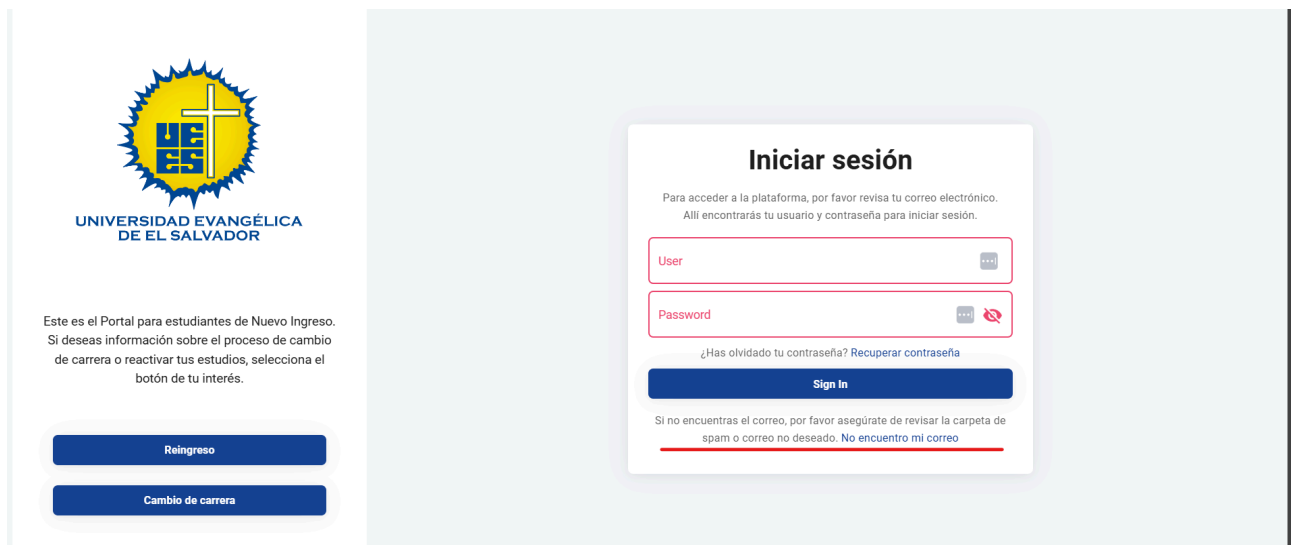 UE
ES
UNIVERSIDAD EVANGÉLICA
DE EL SALVADOR
Este es el Portal para estudiantes de Nuevo Ingreso.
Si deseas información sobre el proceso de cambio
de carrera o reactivar tus estudios, selecciona el
botón de tu interés.
Reingreso
Cambio de carrera
Iniciar sesión
Para acceder a la plataforma, por favor revisa tu correo electrónico.
Allí encontrarás tu usuario y contraseña para iniciar sesión.
User
Password
¿Has olvidado tu contraseña? Recuperar contraseña
Sign In
Si no encuentras el correo, por favor asegúrate de revisar la carpeta de
spam o correo no deseado. No encuentro mi correo